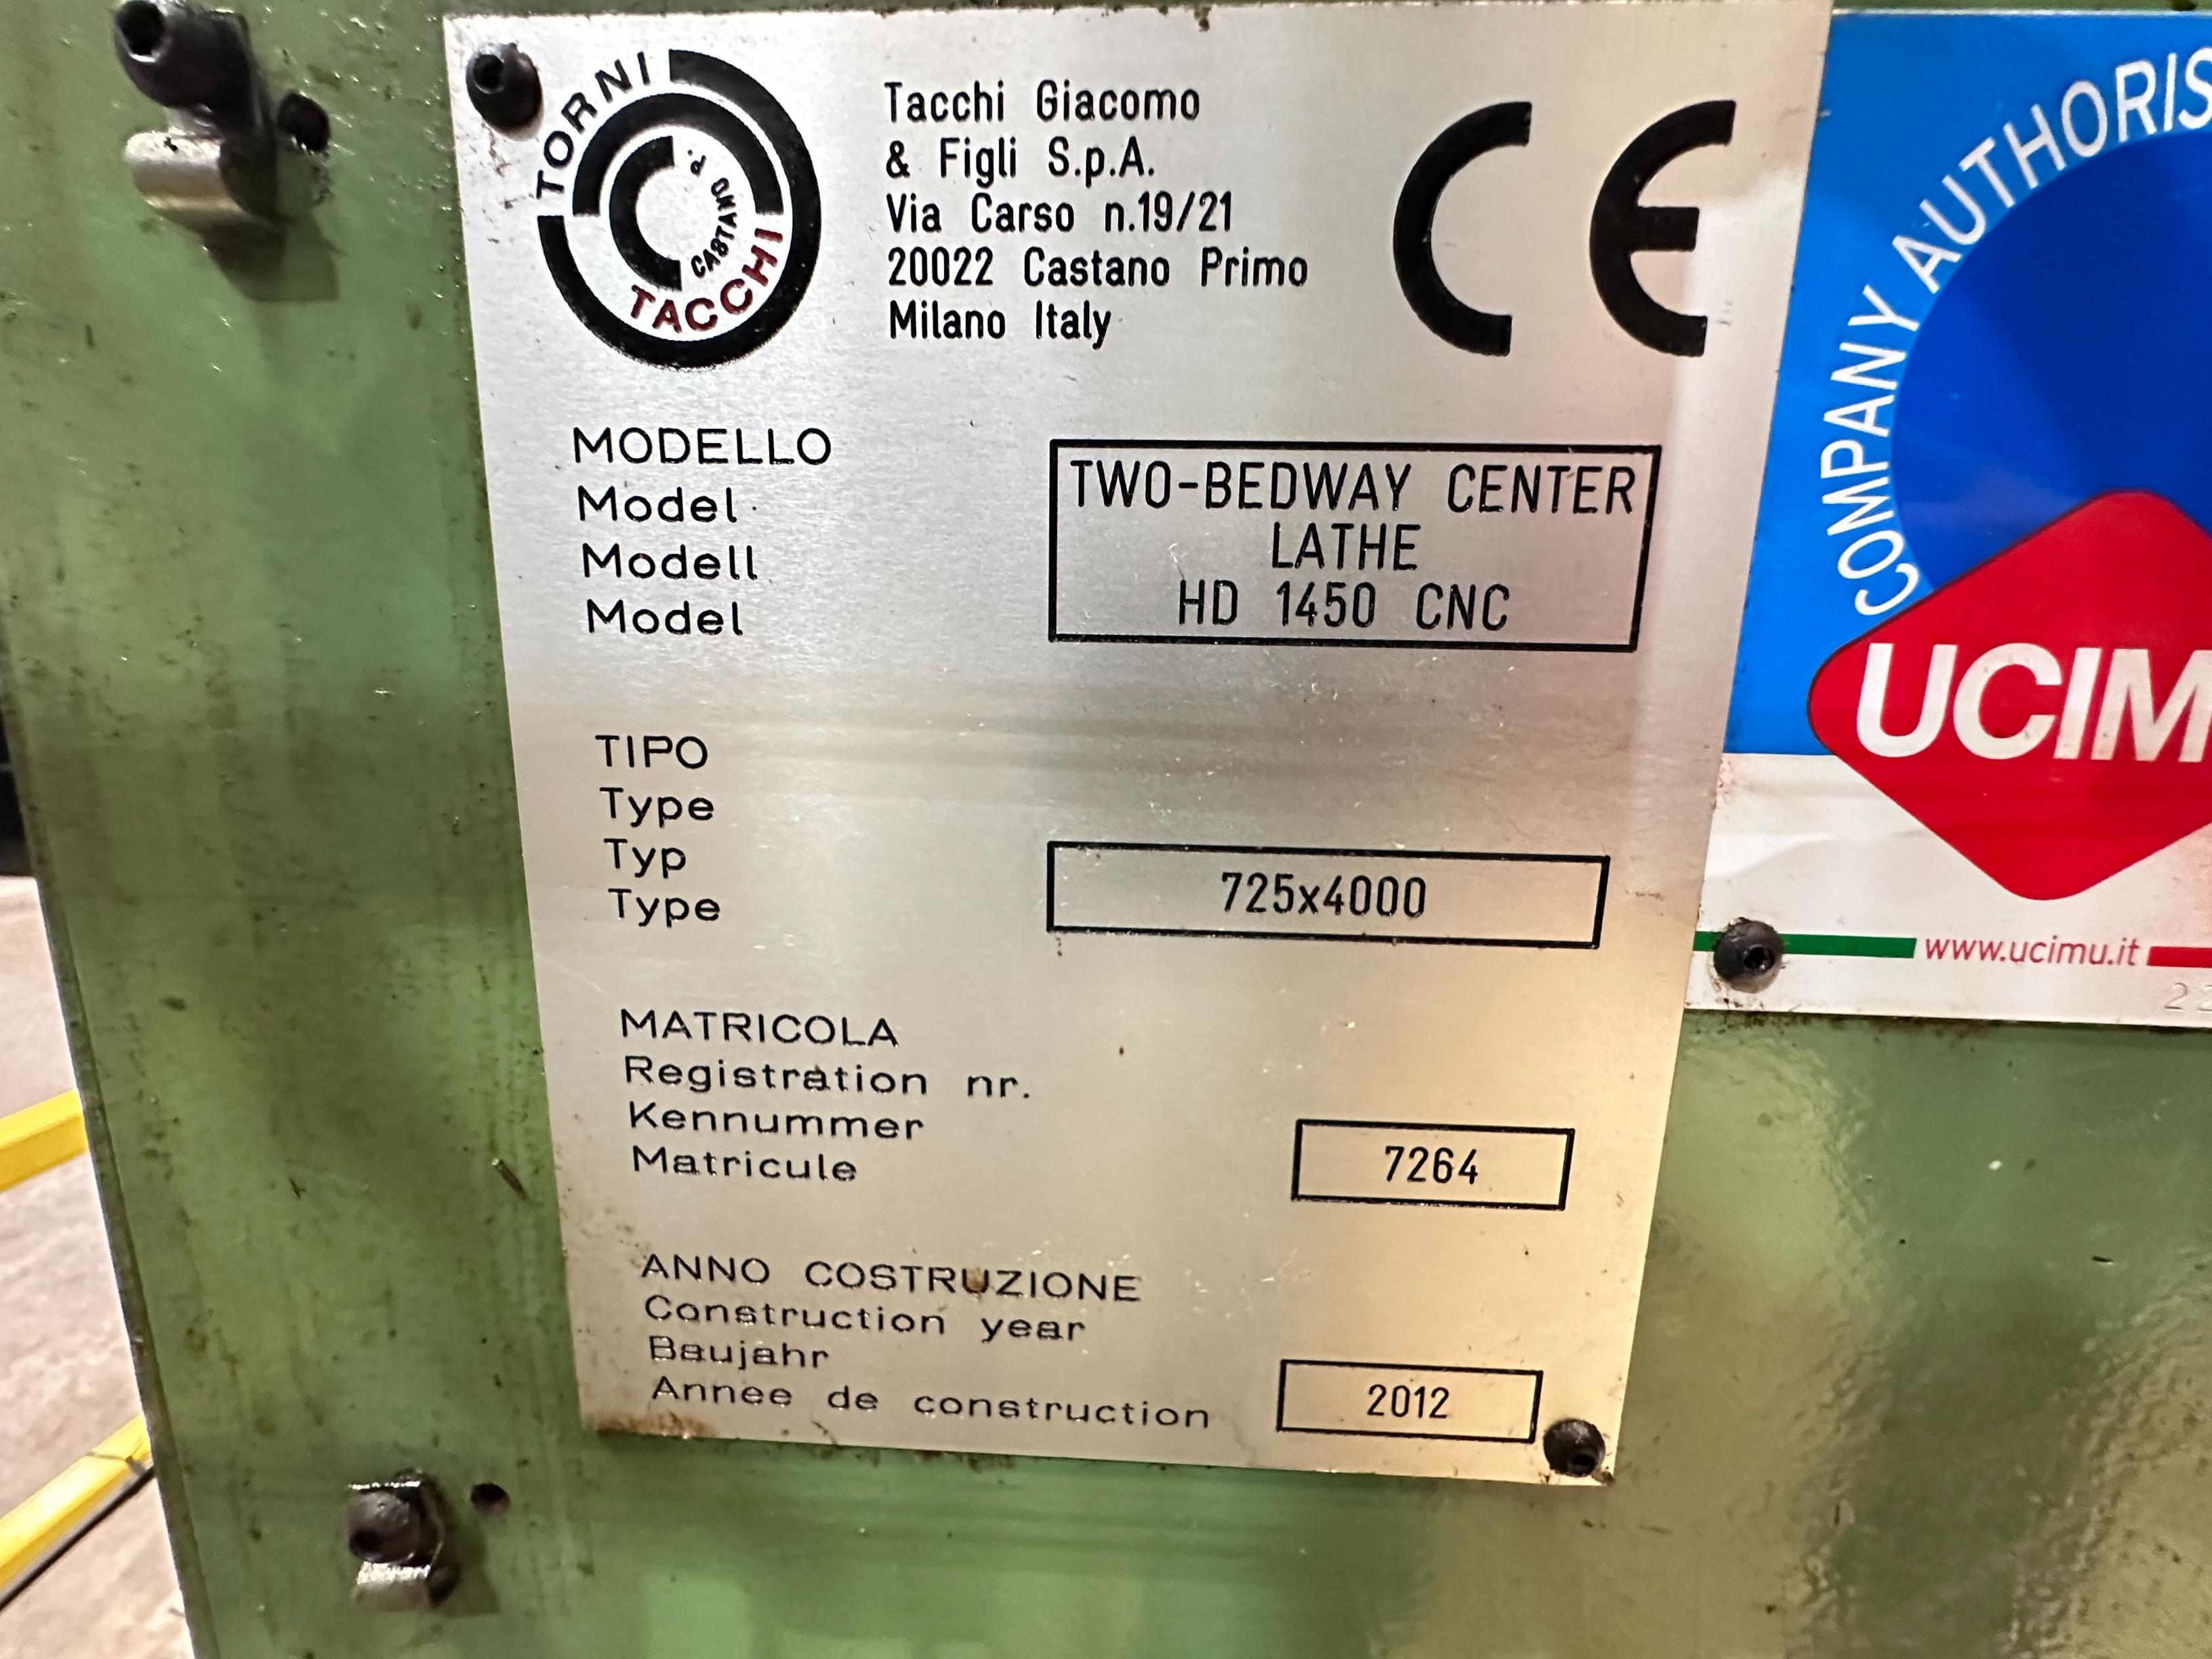 TORNI
TACCHI
CASTANO P.
Tacchi Giacomo
& Figli S.p.A.
Via Carso n.19/21
20022 Castano Primo
Milano Italy
CE
MODELLO
Model
Modell
Model
TWO-BEDWAY CENTER
LATHE
HD 1450 CNC
TIPO
Type
Typ
Type
725x4000
MATRICOLA
Registration nr.
Kennummer
Matricule
7264
ANNO COSTRUZIONE
Construction year
Baujahr
Annee de construction
2012
COMPANY AUTHORIS
UCIM
www.ucimu.it